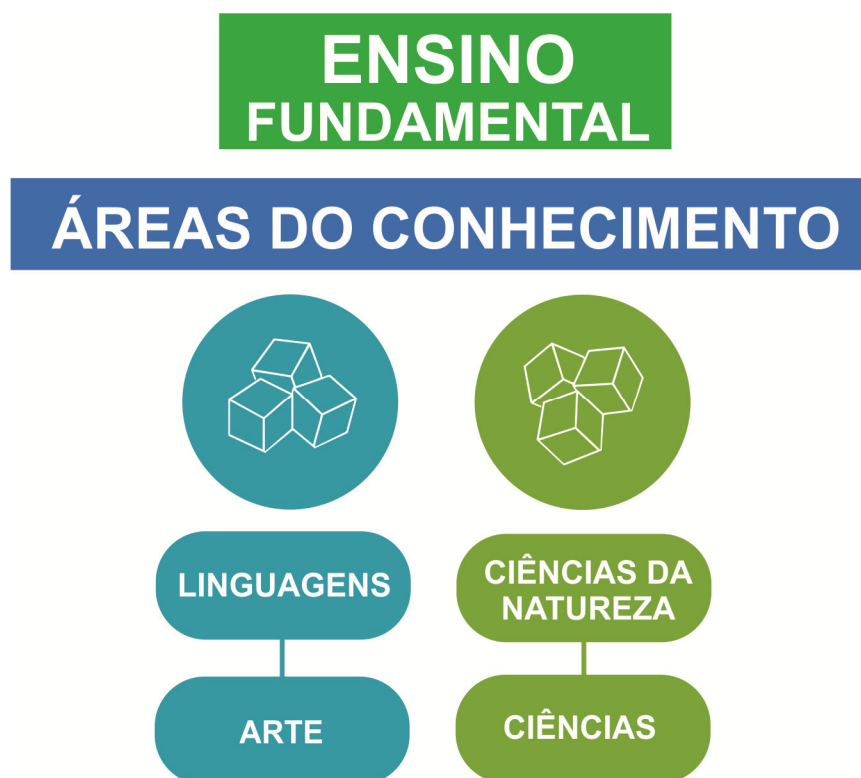 ENSINO
FUNDAMENTAL
ÁREAS DO CONHECIMENTO
LINGUAGENS
CIÊNCIAS DA
NATUREZA
ARTE
CIÊNCIAS